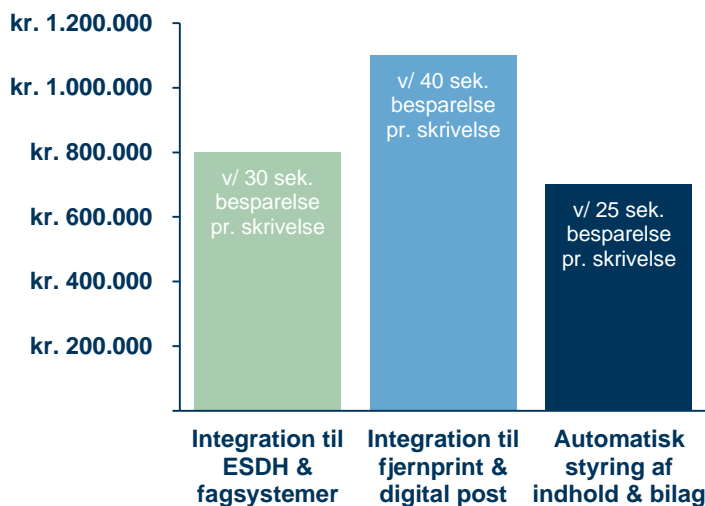 kr. 1.200.000
kr. 1.000.000
kr. 800.000
kr. 600.000
kr. 400.000
kr. 200.000
v/ 30 sek.
besparelse
pr. skrivelse
v/ 40 sek.
besparelse
pr. skrivelse
v/ 25 sek.
besparelse
pr. skrivelse
Integration til
ESDH &
fagsystemer
Integration til
fjernprint &
digital post
Automatisk
styring af
indhold & bilag